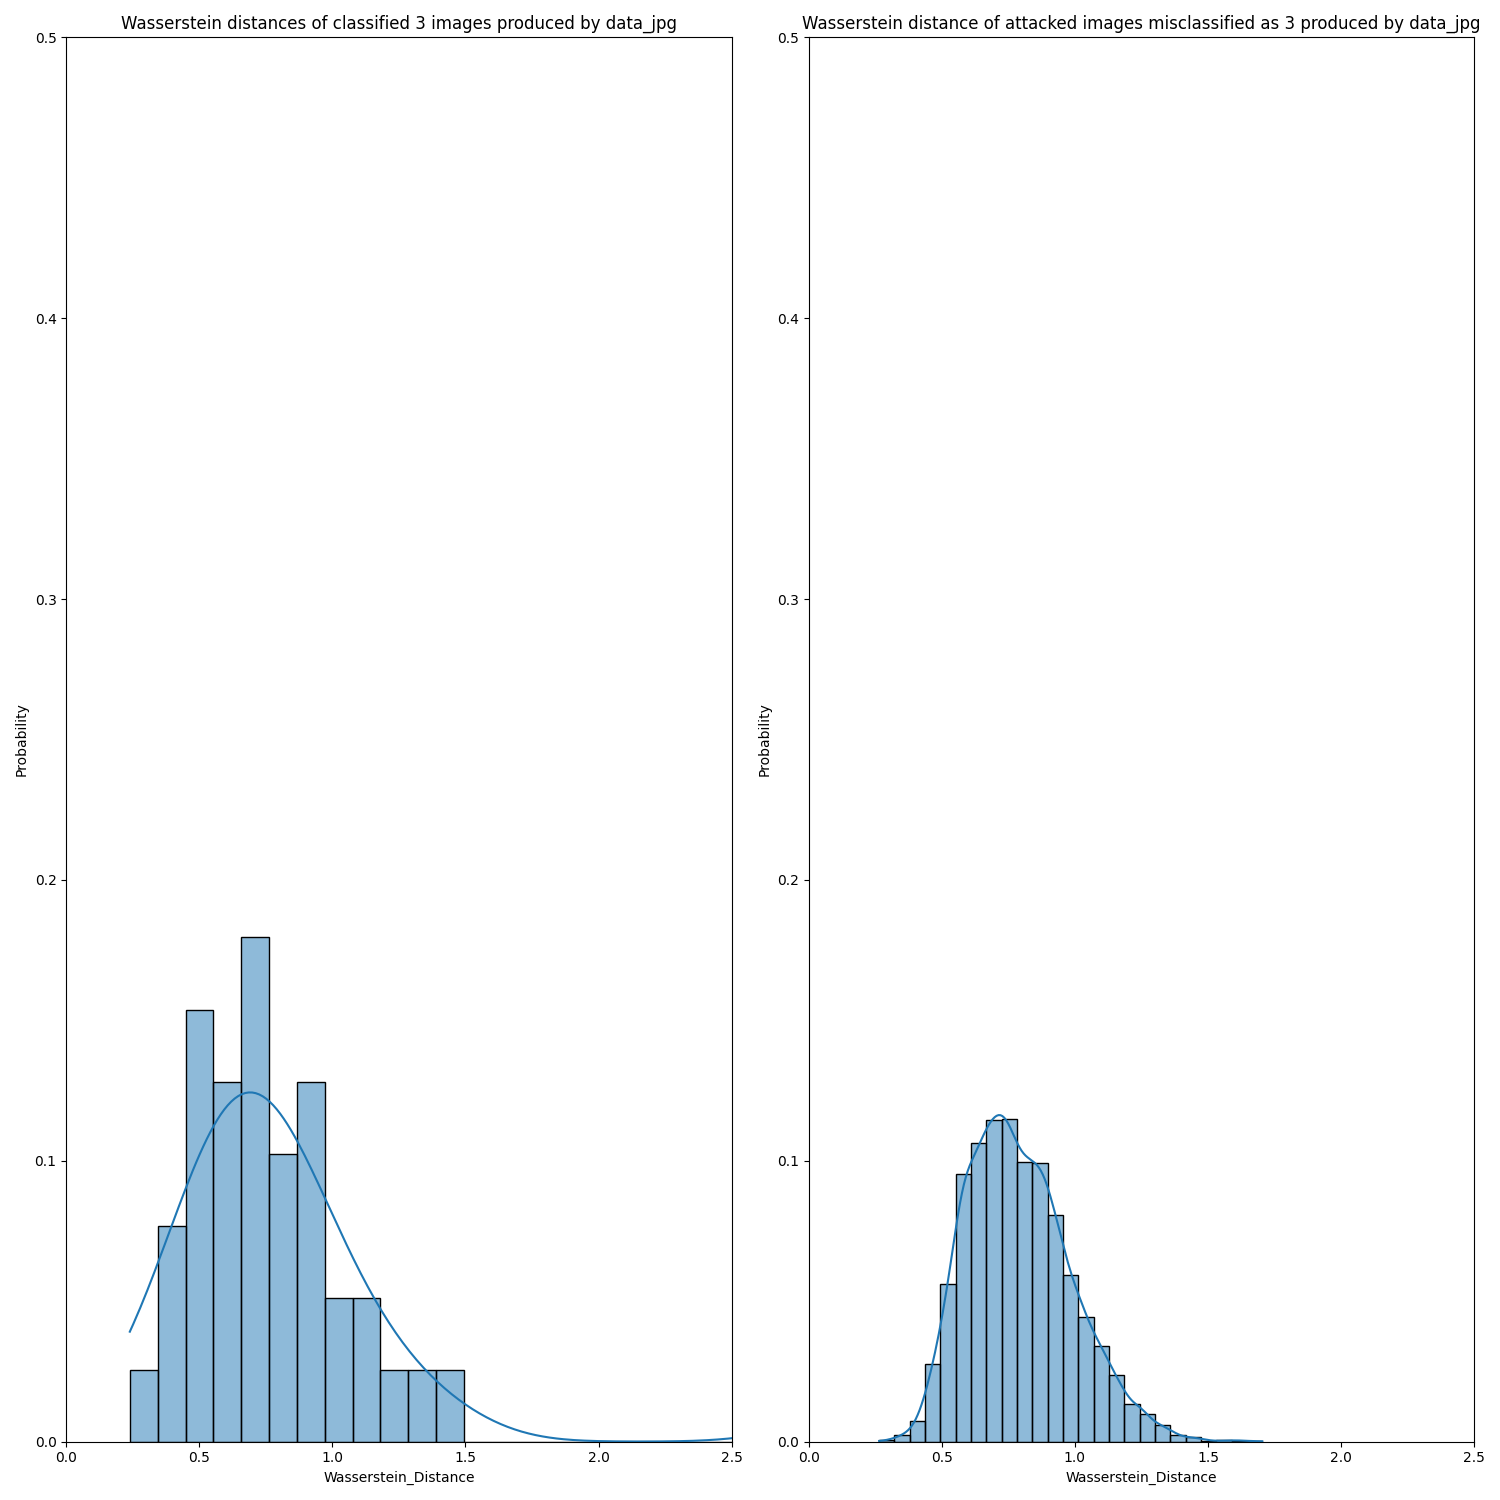 Wasserstein distances of classified 3 images produced by data_jpg
0.5
0.4
0.3
0.2
0.1
0.0
Probability
0.0 0.5 1.0 1.5 2.0 2.5
Wasserstein_Distance
Wasserstein distance of attacked images misclassified as 3 produced by data_jpg
0.5
0.4
0.3
0.2
0.1
0.0
Probability
0.0 0.5 1.0 1.5 2.0 2.5
Wasserstein_Distance